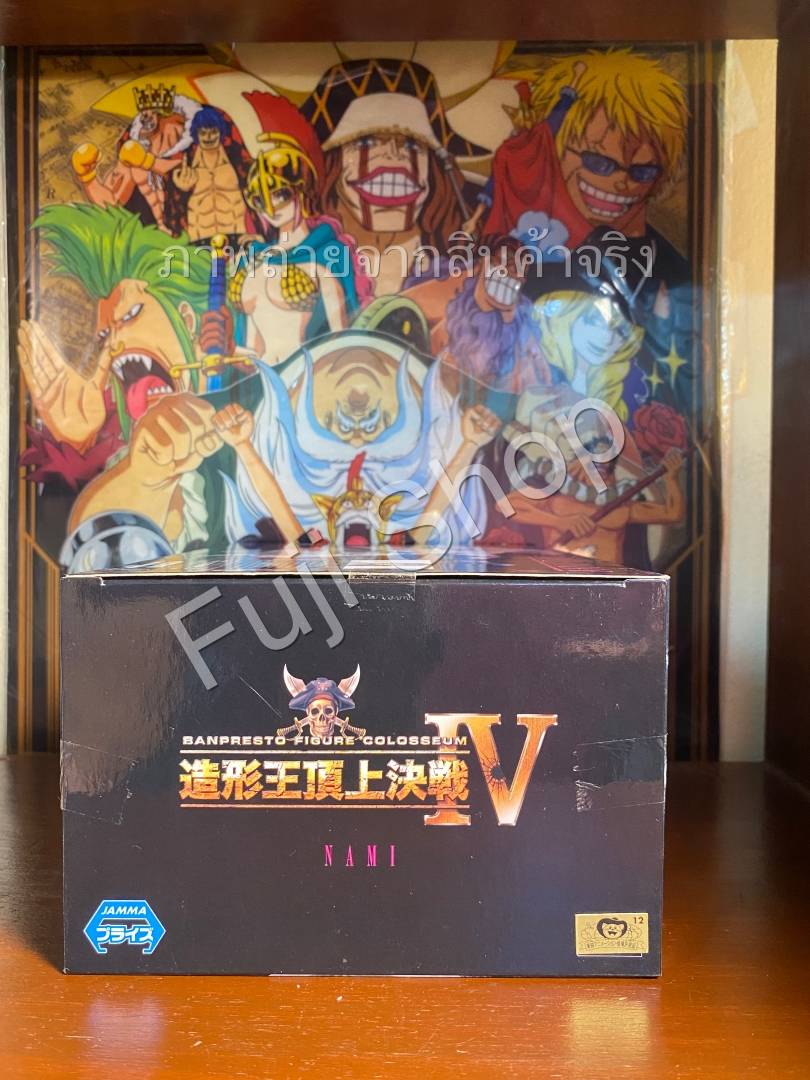 ภาพถ่ายจากสินค้าจริง
Fuji Shop
BANPRESTO FIGURE COLOSSEUM
造形王頂上決戦 IV
NAMI
JAMMA
プライズ
12